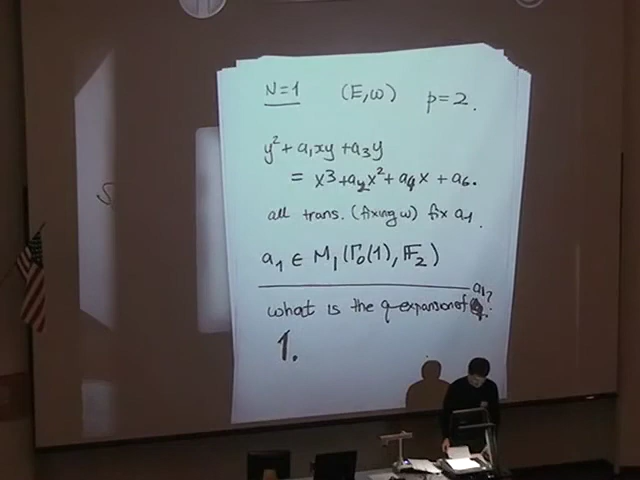 N=1 (E,ω) p=2.
y²+a₁xy+a₃y
= x³+a₂x²+a₄x+a₆.
all trans. (fixing ω) fix a₁.
a₁ ∈ M₁(Γ₀(1), 𝔽₂)
what is the q-expansion of a₁?
1.